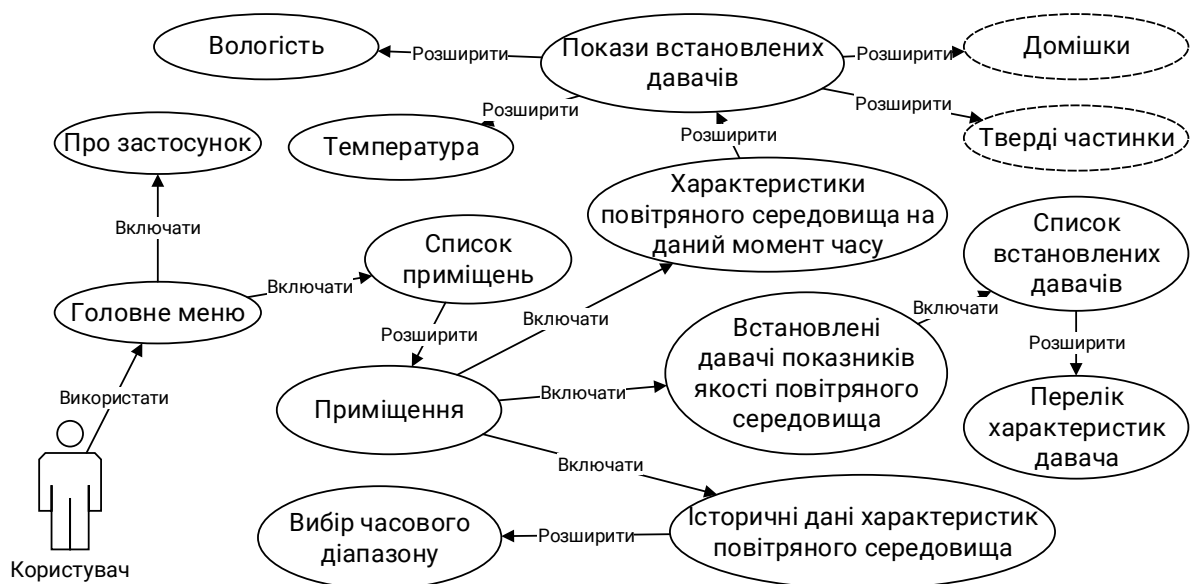 Вологість
Розширити
Покази встановлених
давачів
Розширити
Домішки
Розширити
Розширити
Про застосунок
Температура
Розширити
Тверді частинки
Включати
Характеристики
повітряного середовища на
даний момент часу
Список
приміщень
Список
встановлених
давачів
Головне меню
Включати
Розширити
Включати
Встановлені
давачі показників
якості повітряного
середовища
Включати
Розширити
Використати
Приміщення
Включати
Перелік
характеристик
давача
Включати
Вибір часового
діапазону
Розширити
Історичні дані характеристик
повітряного середовища
Користувач